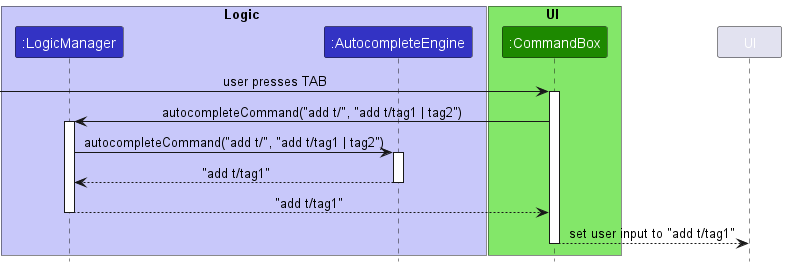 Logic
UI
:LogicManager
:AutocompleteEngine
:CommandBox
UI
user presses TAB
autocompleteCommand("add t/", "add t/tag1 | tag2")
autocompleteCommand("add t/", "add t/tag1 | tag2")
"add t/tag1"
"add t/tag1"
set user input to "add t/tag1"